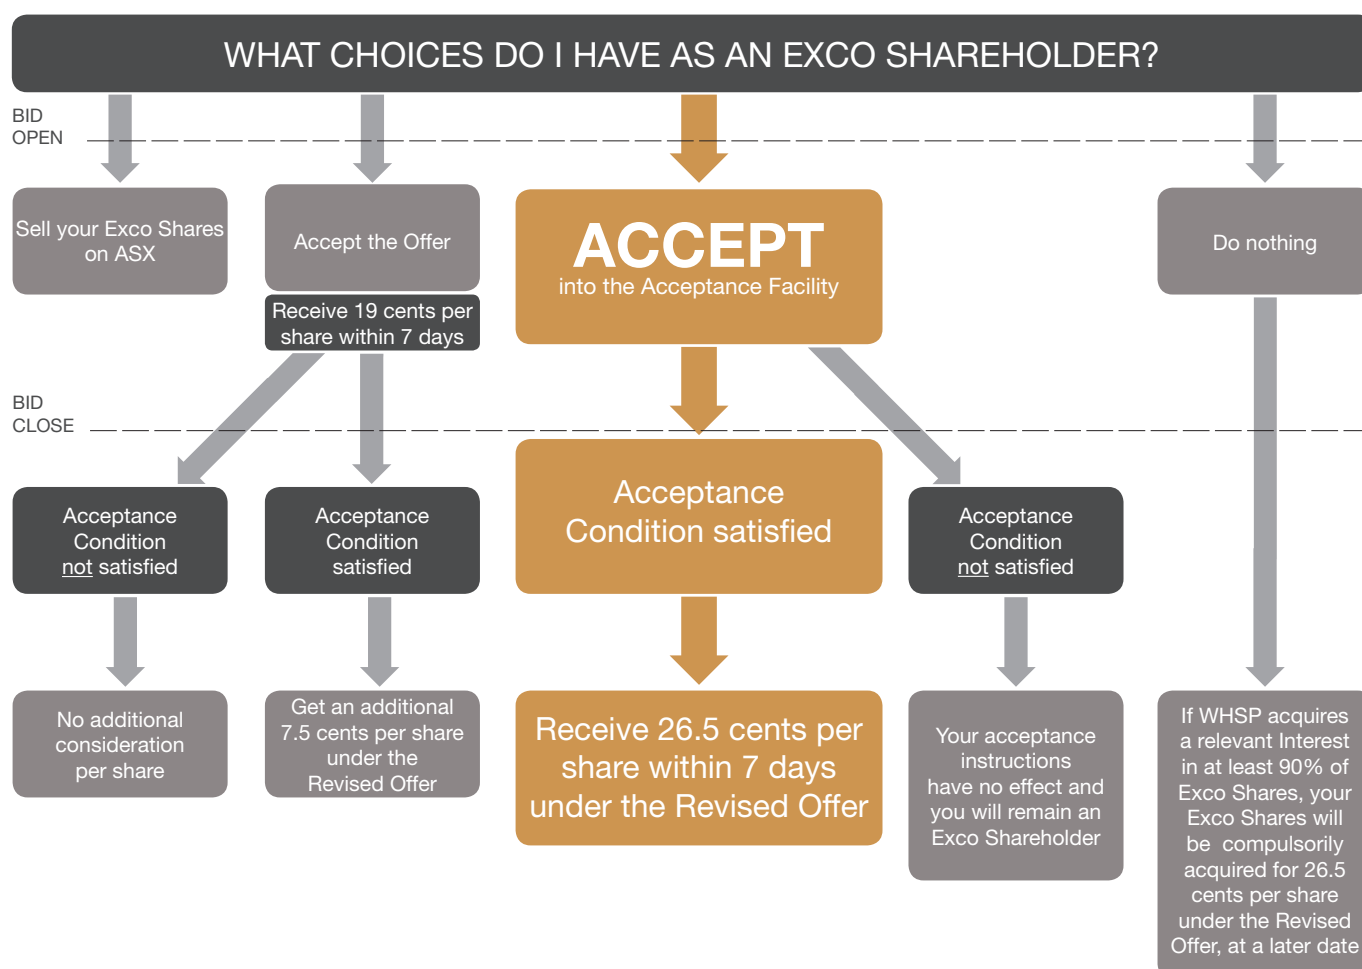 WHAT CHOICES DO I HAVE AS AN EXCO SHAREHOLDER?
BID
OPEN
Sell your Exco Shares
on ASX
Accept the Offer
Receive 19 cents per
share within 7 days
ACCEPT
into the Acceptance Facility
Do nothing
BID
CLOSE
Acceptance
Condition
not satisfied
Acceptance
Condition
satisfied
Acceptance
Condition satisfied
Acceptance
Condition
not satisfied
No additional
consideration
per share
Get an additional
7.5 cents per share
under the
Revised Offer
Receive 26.5 cents per
share within 7 days
under the Revised Offer
Your acceptance
instructions
have no effect and
you will remain an
Exco Shareholder
If WHSP acquires
a relevant Interest
in at least 90% of
Exco Shares, your
Exco Shares will
be compulsorily
acquired for 26.5
cents per share
under the Revised
Offer, at a later date